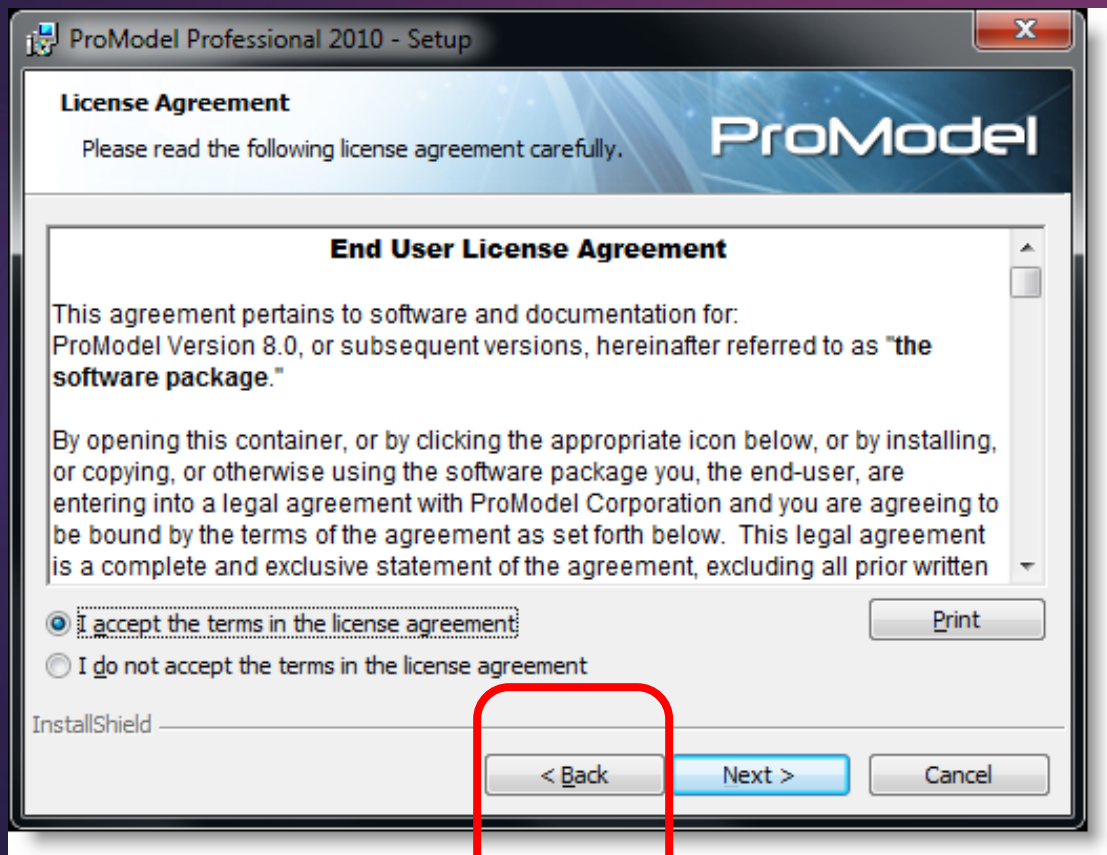 ProModel Professional 2010 - Setup
License Agreement
Please read the following license agreement carefully.
ProModel
End User License Agreement
This agreement pertains to software and documentation for:
ProModel Version 8.0, or subsequent versions, hereinafter referred to as "the
software package."
By opening this container, or by clicking the appropriate icon below, or by installing,
or copying, or otherwise using the software package you, the end-user, are
entering into a legal agreement with ProModel Corporation and you are agreeing to
be bound by the terms of the agreement as set forth below.  This legal agreement
is a complete and exclusive statement of the agreement, excluding all prior written
I accept the terms in the license agreement
Print
I do not accept the terms in the license agreement
InstallShield
< Back
Next >
Cancel